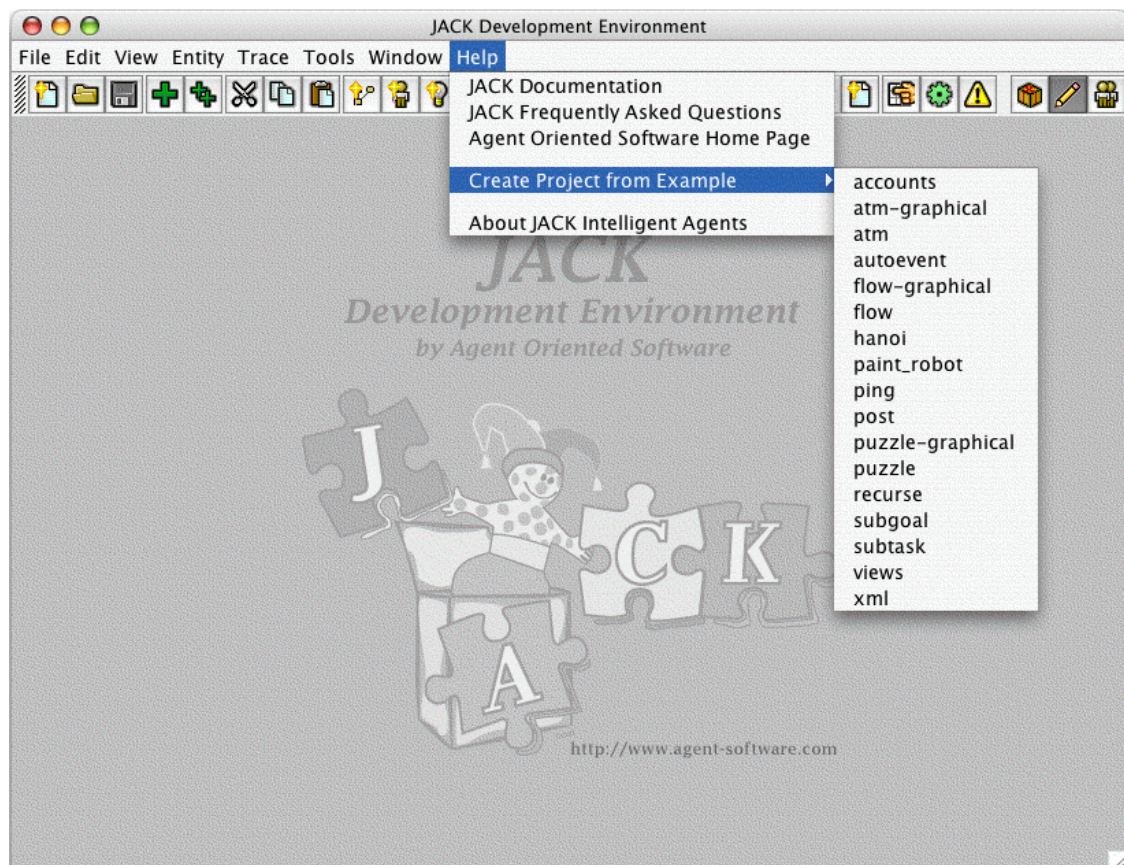 JACK Development Environment
File Edit View Entity Trace Tools Window Help
JACK Documentation
JACK Frequently Asked Questions
Agent Oriented Software Home Page
Create Project from Example
About JACK Intelligent Agents
accounts
atm-graphical
atm
autoevent
flow-graphical
flow
hanoi
paint_robot
ping
post
puzzle-graphical
puzzle
recurse
subgoal
subtask
views
xml
JACK
Development Environment
by Agent Oriented Software
J
A
C
K
http://www.agent-software.com